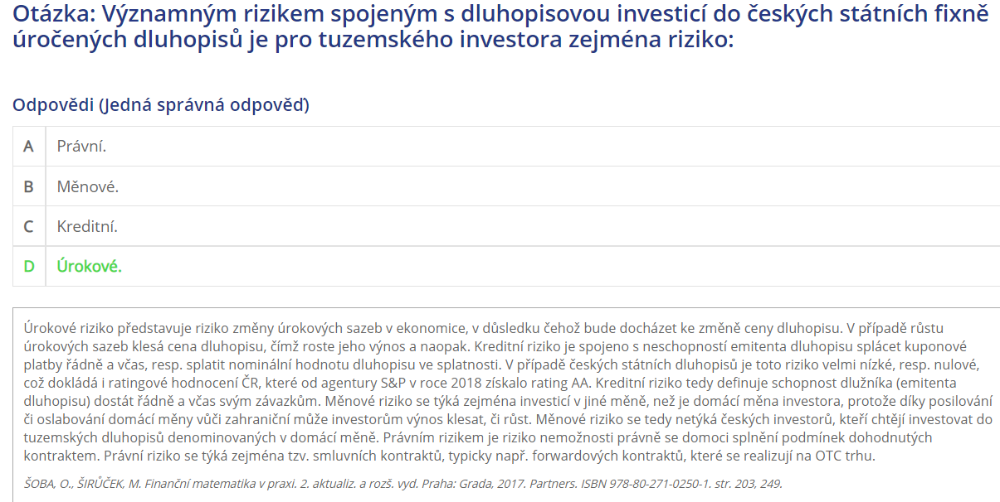 Otázka: Významným rizikem spojeným s dluhopisovou investicí do českých státních fixně
úročených dluhopisů je pro tuzemského investora zejména riziko:
Odpovědi (Jedná správná odpověď)
A Právní.
B Měnové.
C Kreditní.
D Úrokové.
Úrokové riziko představuje riziko změny úrokových sazeb v ekonomice, v důsledku čehož bude docházet ke změně ceny dluhopisu. V případě růstu
úrokových sazeb klesá cena dluhopisu, čímž roste jeho výnos a naopak. Kreditní riziko je spojeno s neschopností emitenta dluhopisu splácet kuponové
platby řádně a včas, resp. splatit nominální hodnotu dluhopisu ve splatnosti. V případě českých státních dluhopisů je toto riziko velmi nízké, resp. nulové,
což dokládá i ratingové hodnocení ČR, které od agentury S&P v roce 2018 získalo rating AA. Kreditní riziko tedy definuje schopnost dlužníka (emitenta
dluhopisu) dostát řádně a včas svým závazkům. Měnové riziko se týká zejména investicí v jiné měně, než je domácí měna investora, protože díky posilování
či oslabování domácí měny vůči zahraniční může investorům výnos klesat, či růst. Měnové riziko se tedy netýká českých investorů, kteří chtějí investovat do
tuzemských dluhopisů denominovaných v domácí měně. Právním rizikem je riziko nemožnosti právně se domoci splnění podmínek dohodnutých
kontraktem. Právní riziko se týká zejména tzv. smluvních kontraktů, typicky např. forwardových kontraktů, které se realizují na OTC trhu.
ŠOBA, O., ŠIRŮČEK, M. Finanční matematika v praxi. 2. aktualiz. a rozš. vyd. Praha: Grada, 2017. Partners. ISBN 978-80-271-0250-1. str. 203, 249.